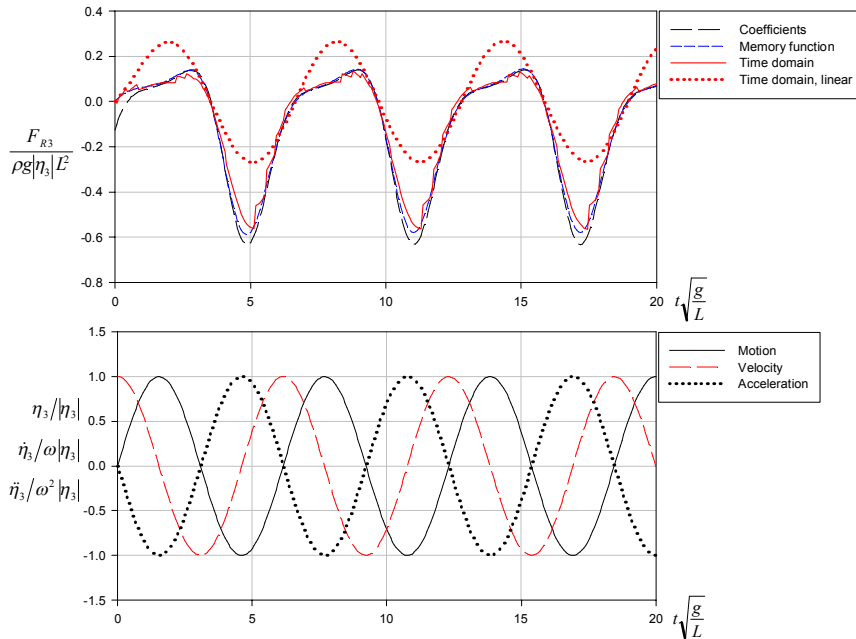 0.4
0.2
0.0
-0.2
-0.4
-0.6
-0.8
F_{R3}
ρg|η_3|L^2
0
5
10
15
20
t√(g/L)
Coefficients
Memory function
Time domain
Time domain, linear
1.5
1.0
0.5
0.0
-0.5
-1.0
-1.5
η_3/|η_3|
η̇_3/ω|η_3|
η̈_3/ω^2|η_3|
0
5
10
15
20
t√(g/L)
Motion
Velocity
Acceleration